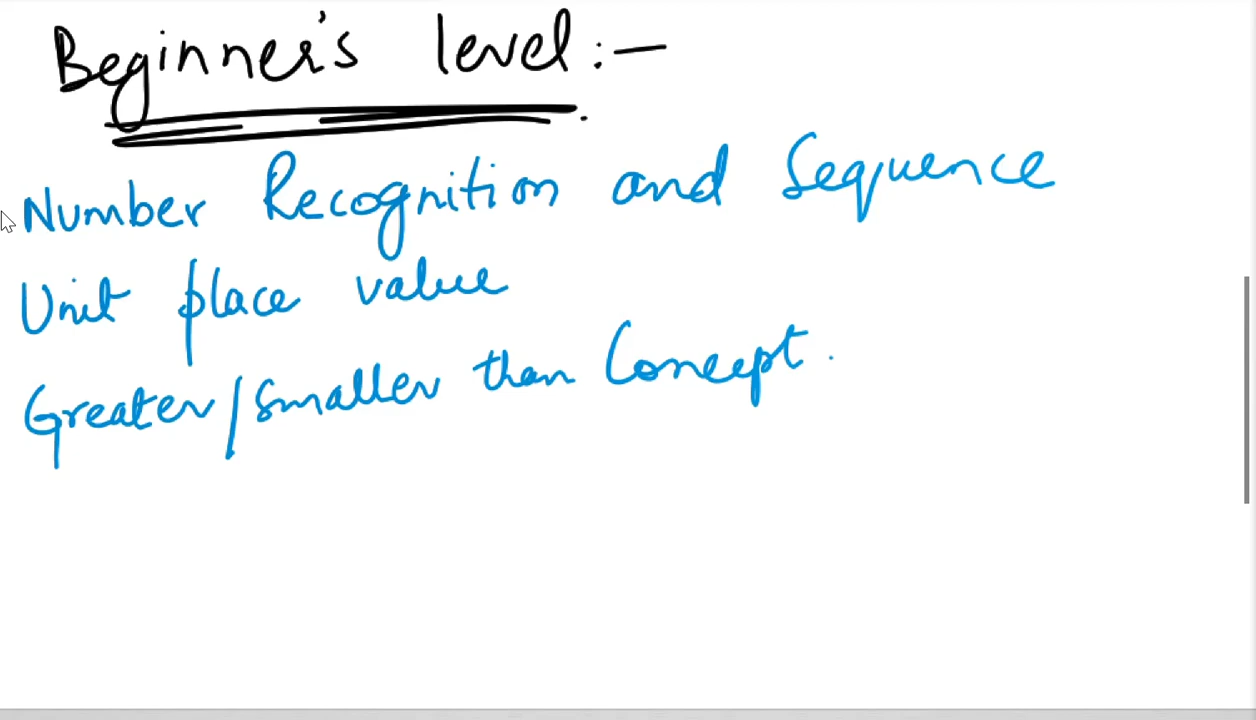 Beginner's level:-
Number Recognition and Sequence
Unit place value
Greater/smaller than Concept.